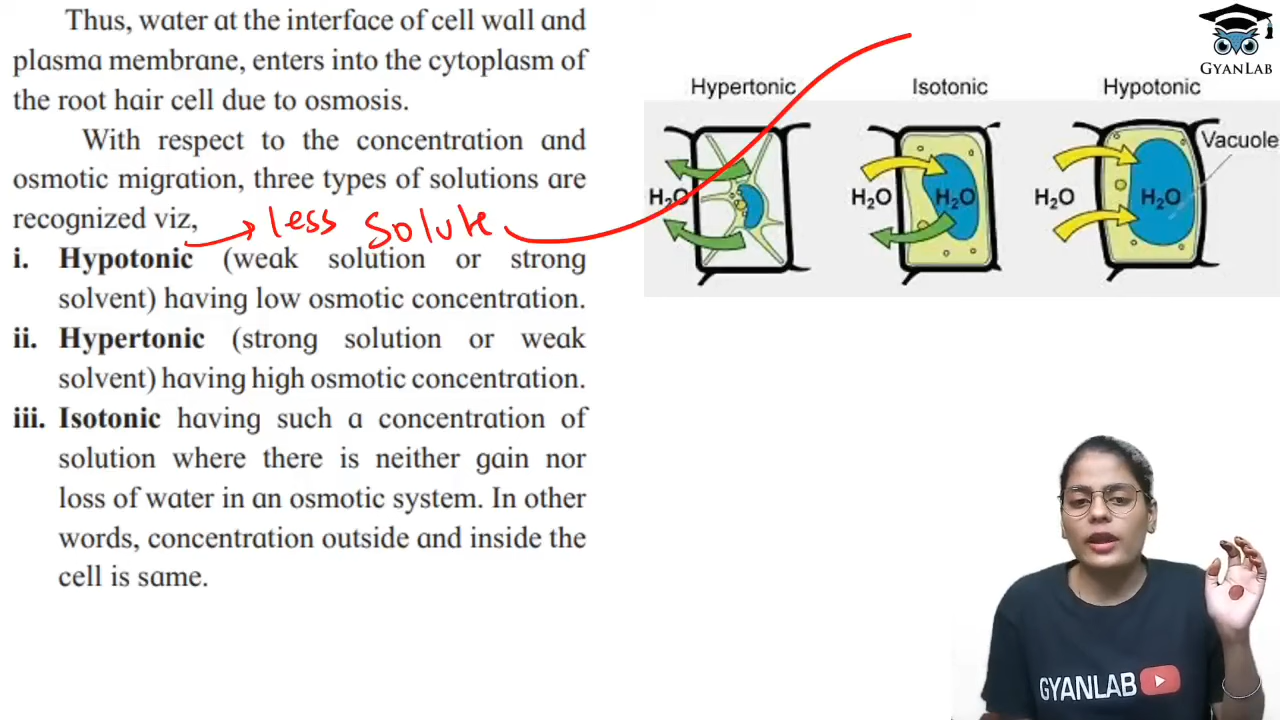 Thus, water at the interface of cell wall and
plasma membrane, enters into the cytoplasm of
the root hair cell due to osmosis.
With respect to the concentration and
osmotic migration, three types of solutions are
recognized viz,
less solute
i. Hypotonic (weak solution or strong
solvent) having low osmotic concentration.
ii. Hypertonic (strong solution or weak
solvent) having high osmotic concentration.
iii. Isotonic having such a concentration of
solution where there is neither gain nor
loss of water in an osmotic system. In other
words, concentration outside and inside the
cell is same.
GYANLAB
Hypertonic Isotonic Hypotonic
Vacuole
H₂O H₂O H₂O H₂O H₂O
GYANLAB